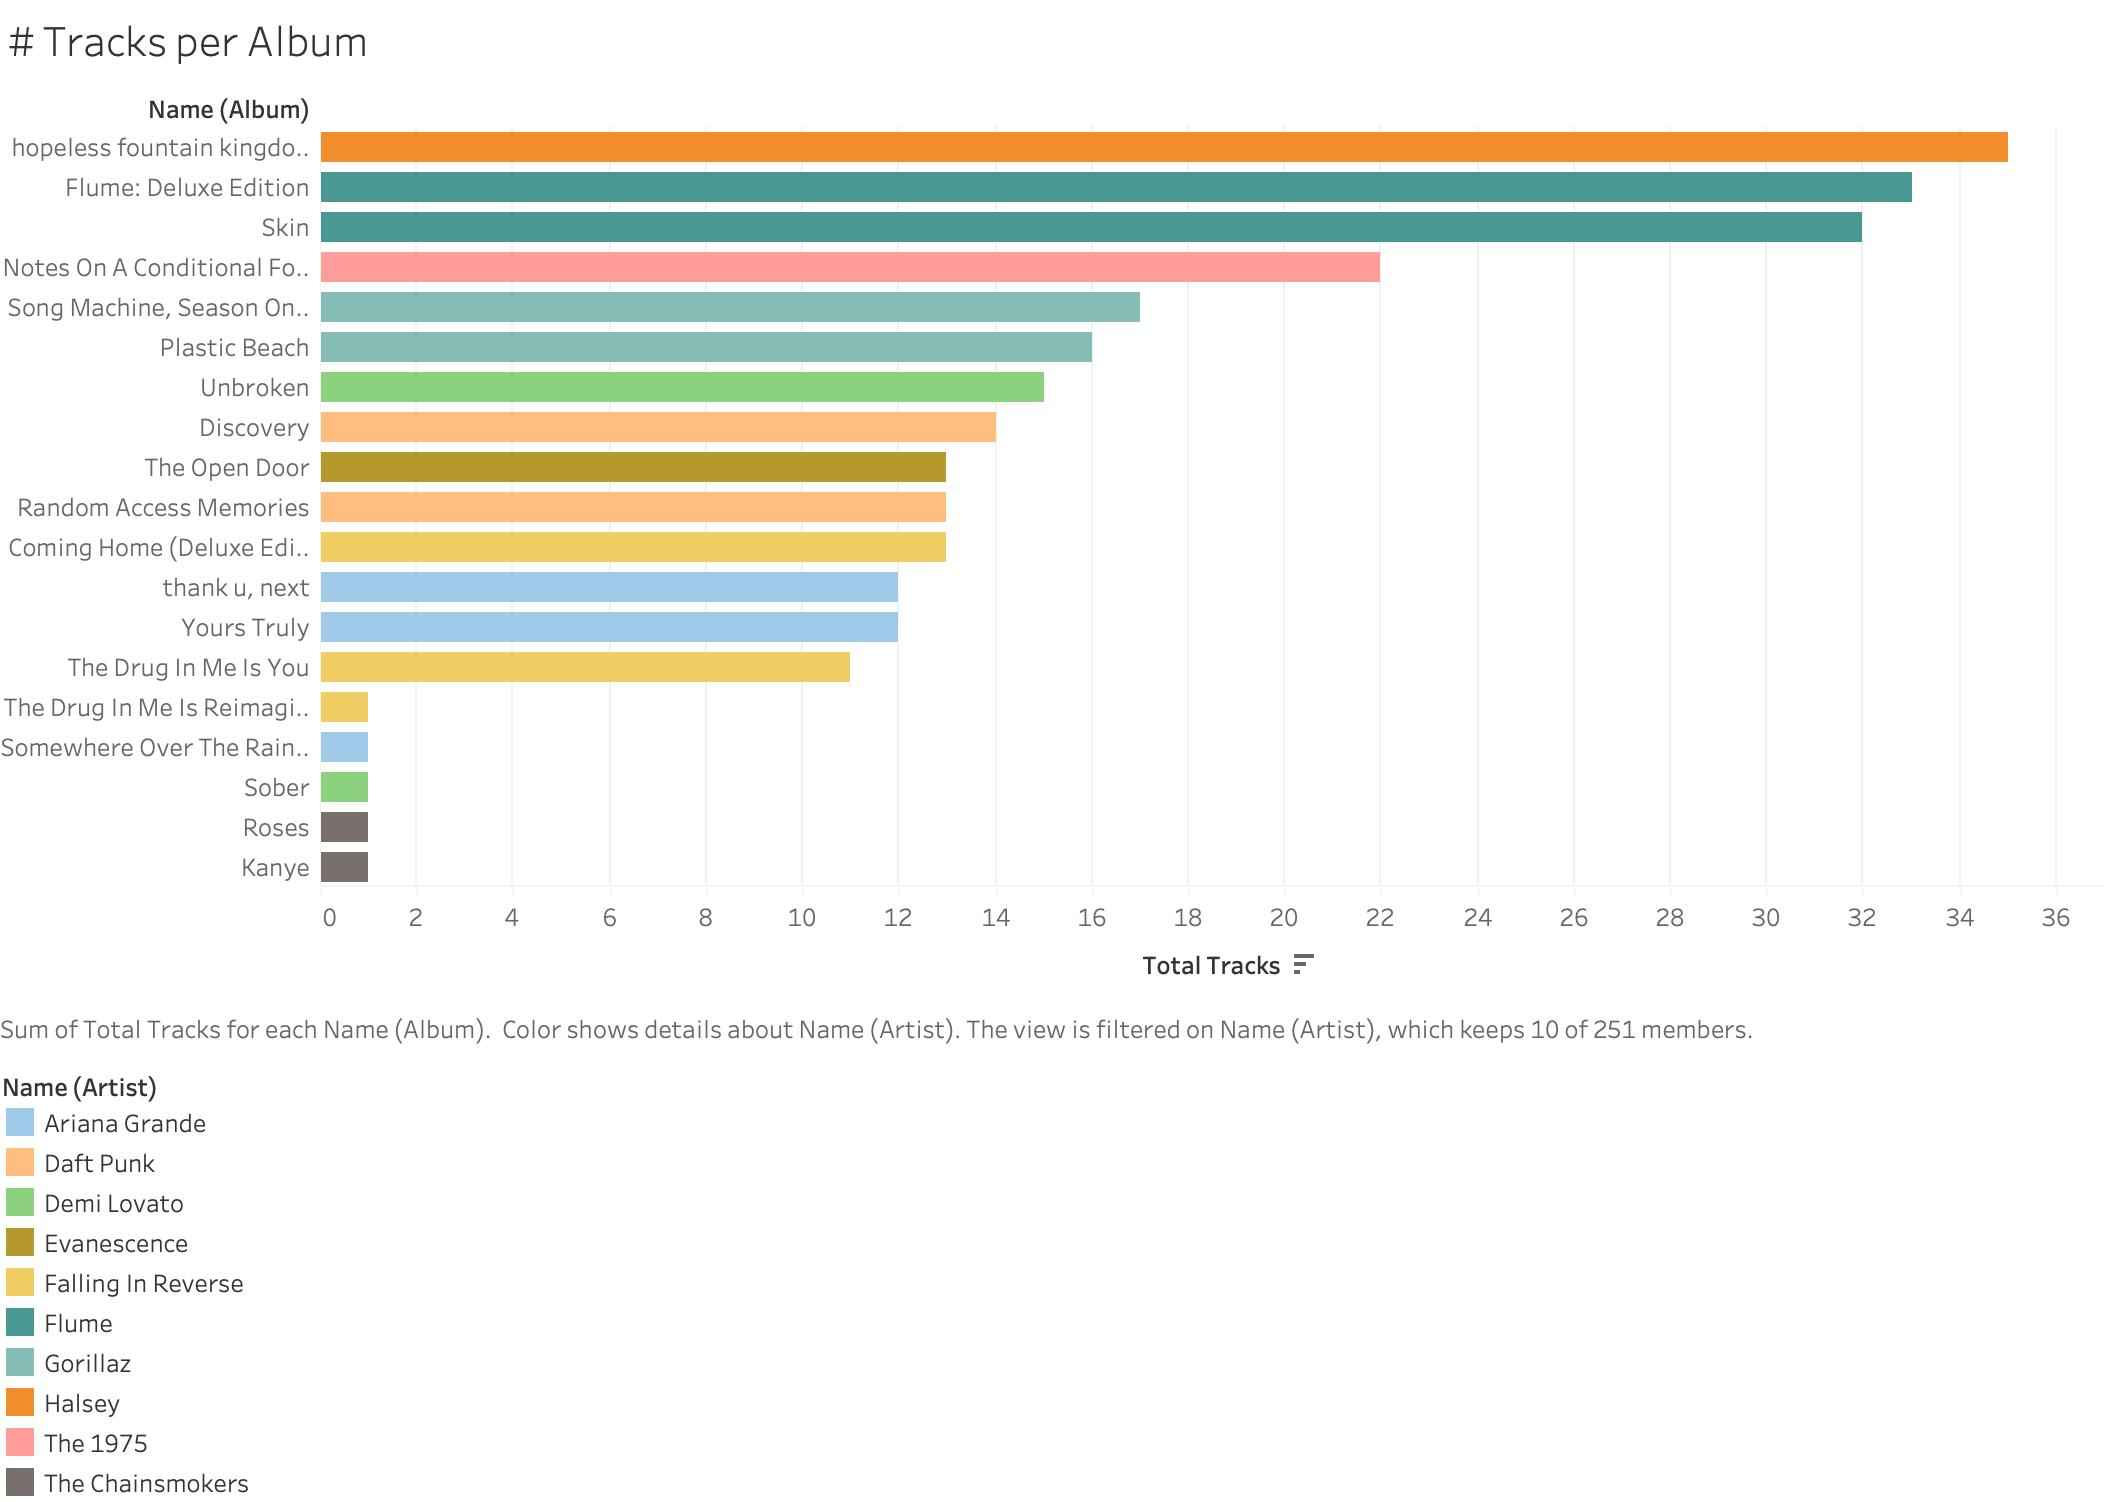 # Tracks per Album
Name (Album)
hopeless fountain kingdo..
Flume: Deluxe Edition
Skin
Notes On A Conditional Fo..
Song Machine, Season On..
Plastic Beach
Unbroken
Discovery
The Open Door
Random Access Memories
Coming Home (Deluxe Edi..
thank u, next
Yours Truly
The Drug In Me Is You
The Drug In Me Is Reimagi..
Somewhere Over The Rain..
Sober
Roses
Kanye
0 2 4 6 8 10 12 14 16 18 20 22 24 26 28 30 32 34 36
Total Tracks
Sum of Total Tracks for each Name (Album).  Color shows details about Name (Artist). The view is filtered on Name (Artist), which keeps 10 of 251 members.
Name (Artist)
Ariana Grande
Daft Punk
Demi Lovato
Evanescence
Falling In Reverse
Flume
Gorillaz
Halsey
The 1975
The Chainsmokers